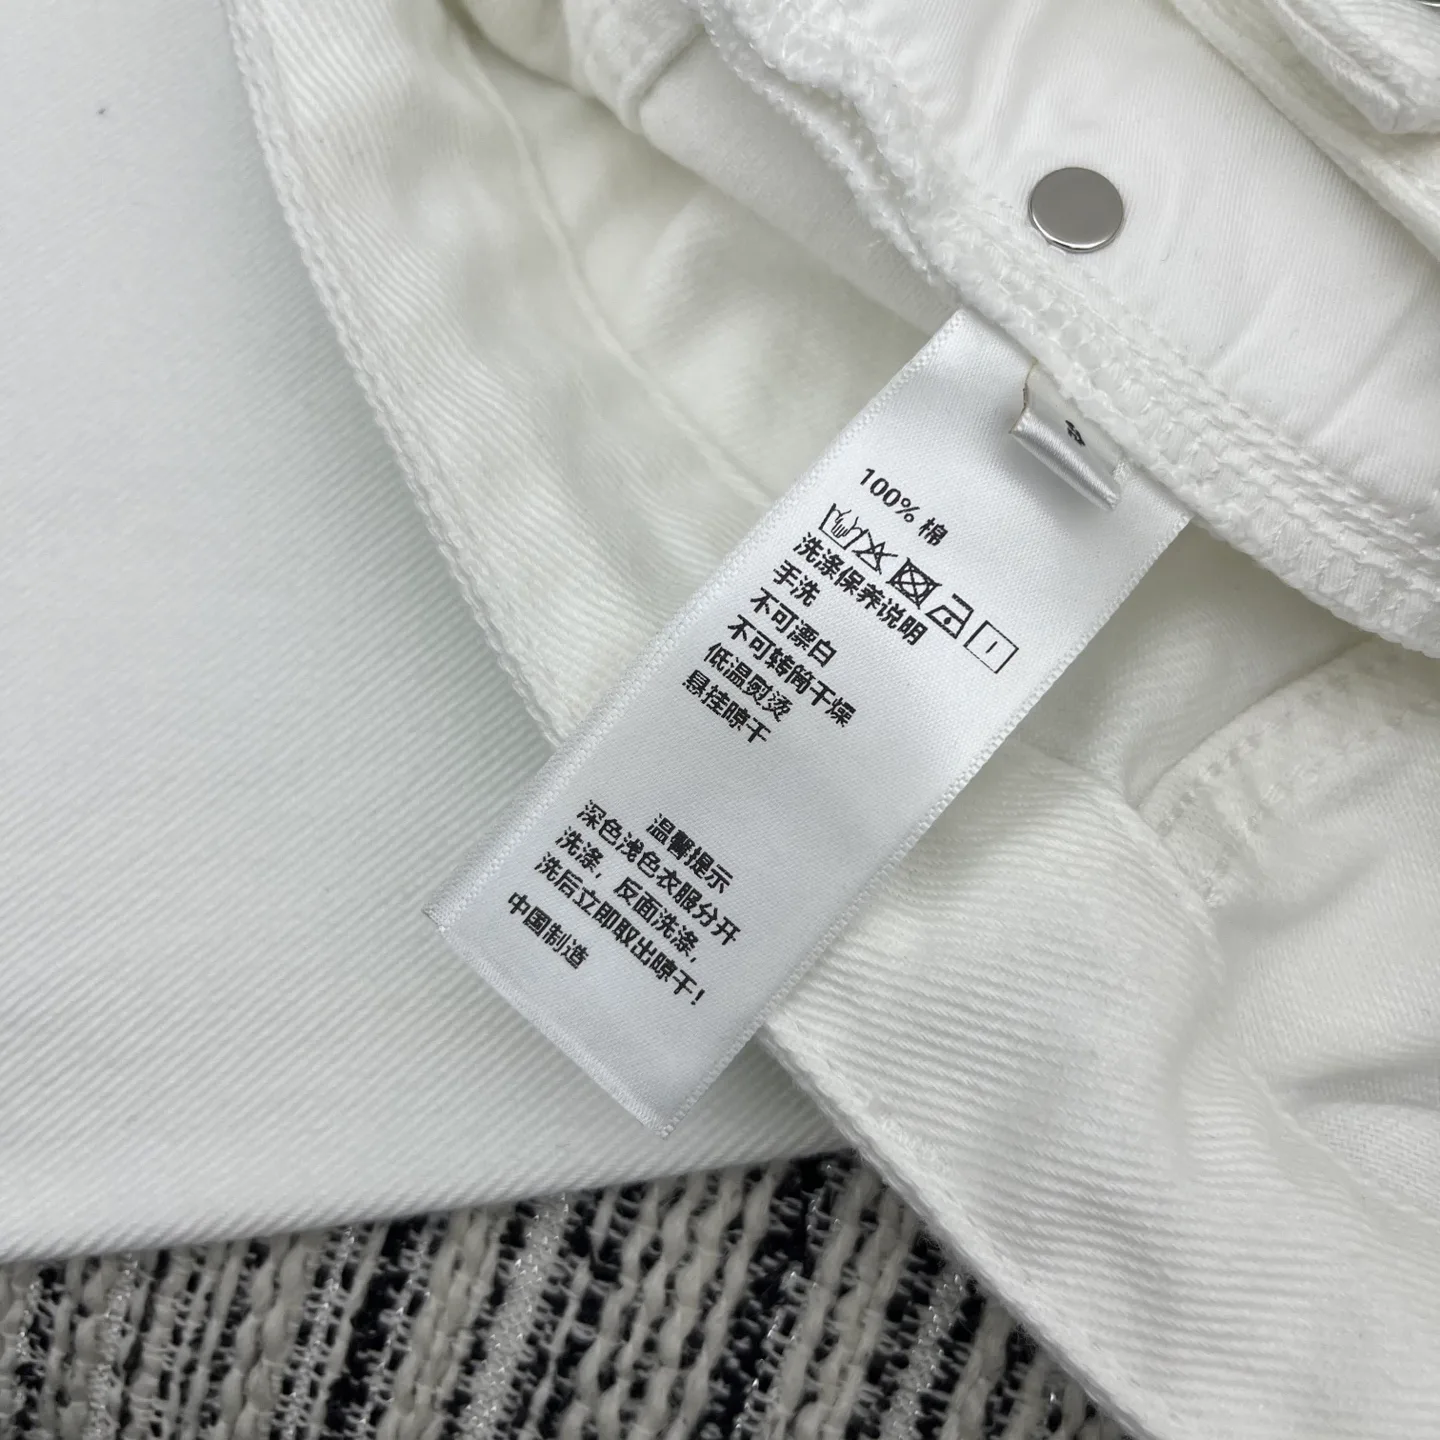 100% 棉
洗涤保养说明
手洗
不可漂白
不可转筒干燥
低温熨烫
悬挂晾干
温馨提示
深色浅色衣服分开
洗涤，反面洗涤，
洗后立即取出晾干！
中国制造